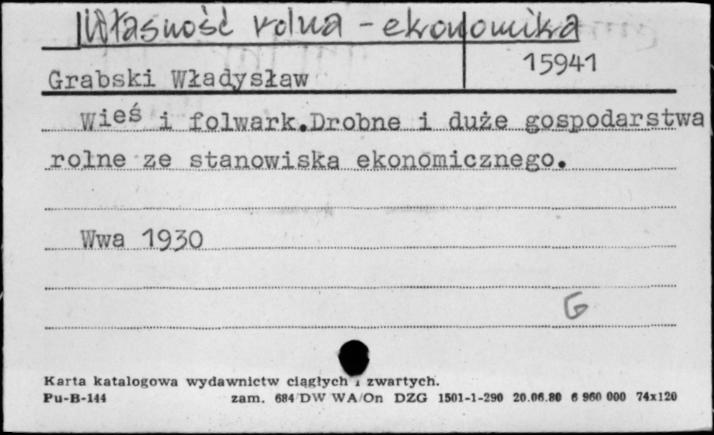 Własność rolna - ekonomika
15941
Grabski Władysław
Wieś i folwark.Drobne i duże gospodarstwa
rolne ze stanowiska ekonomicznego.
Wwa 1930
G
Karta katalogowa wydawnictw ciągłych i zwartych.
Pu-B-144 zam. 684/DW WA/On DZG 1501-1-290 20.06.80 6 960 000 74x120